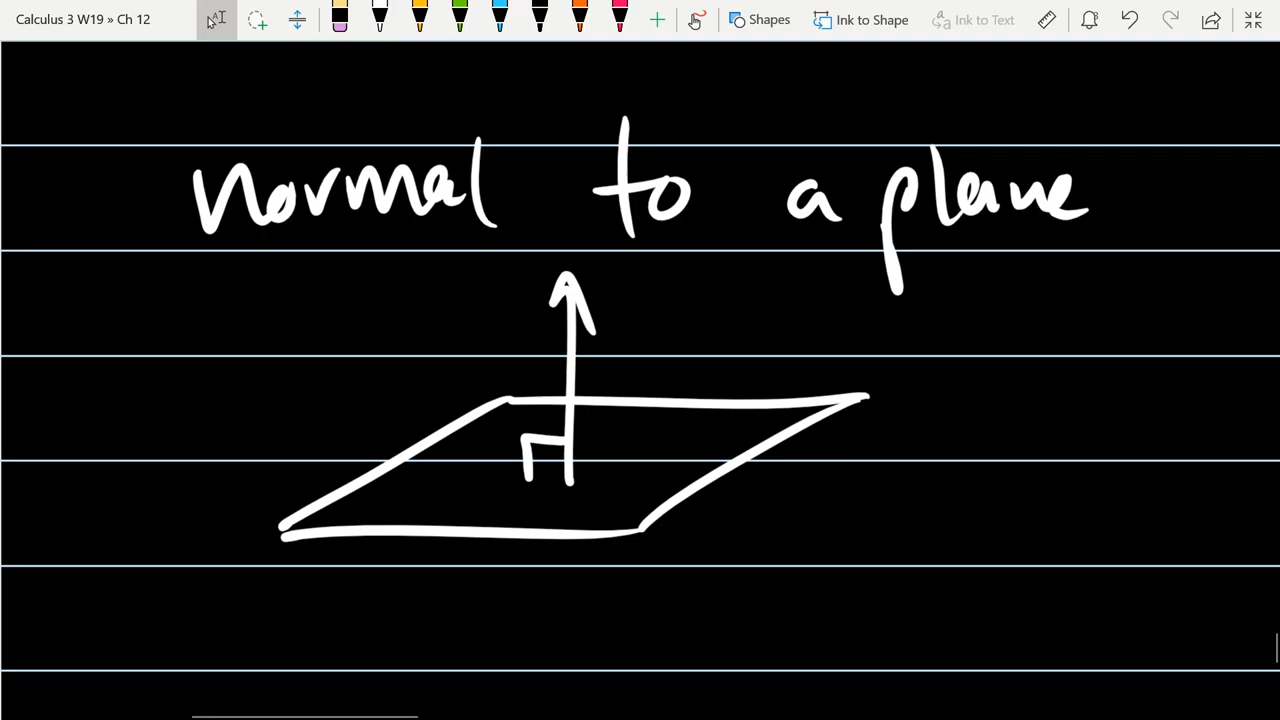 Calculus 3 W19 » Ch 12
Shapes
Ink to Shape
Ink to Text
normal to a plane